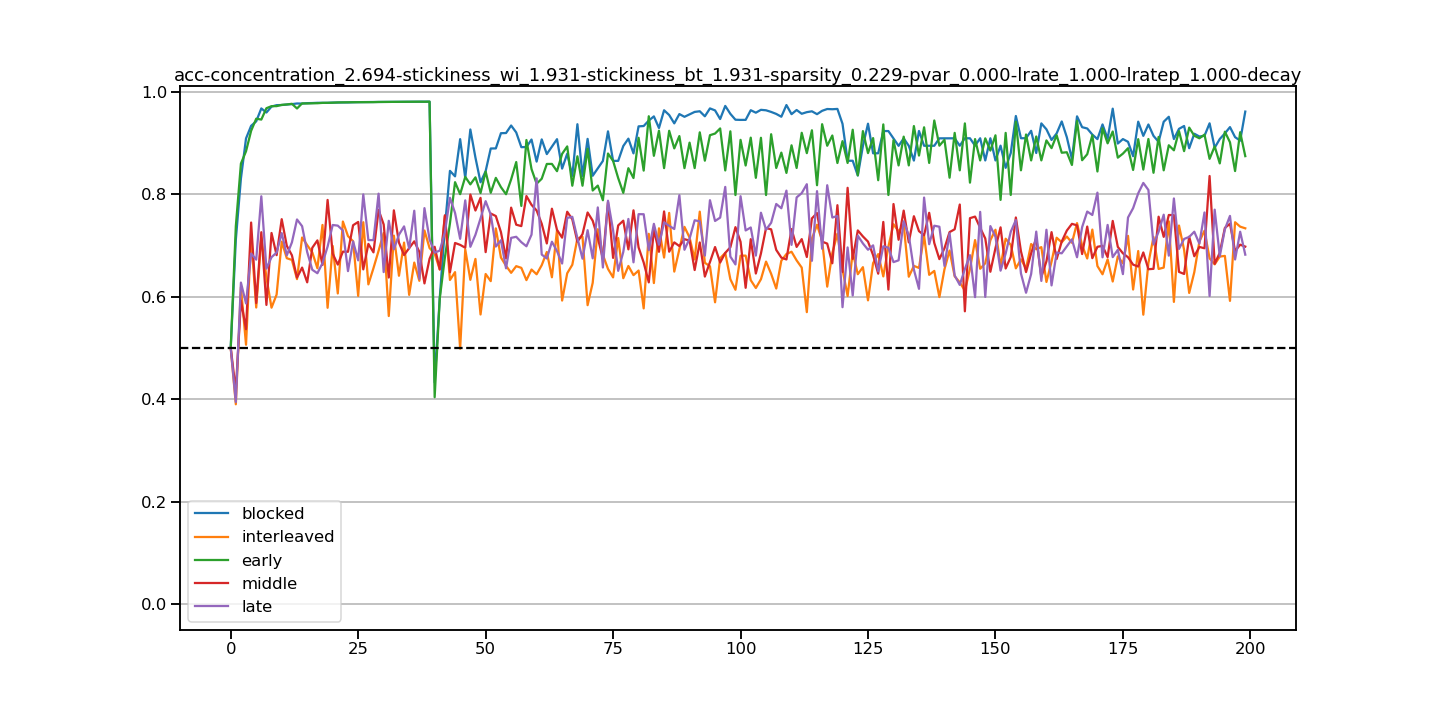 acc-concentration_2.694-stickiness_wi_1.931-stickiness_bt_1.931-sparsity_0.229-pvar_0.000-lrate_1.000-lratep_1.000-decay
1.0
0.8
0.6
0.4
0.2
0.0
blocked
interleaved
early
middle
late
0 25 50 75 100 125 150 175 200